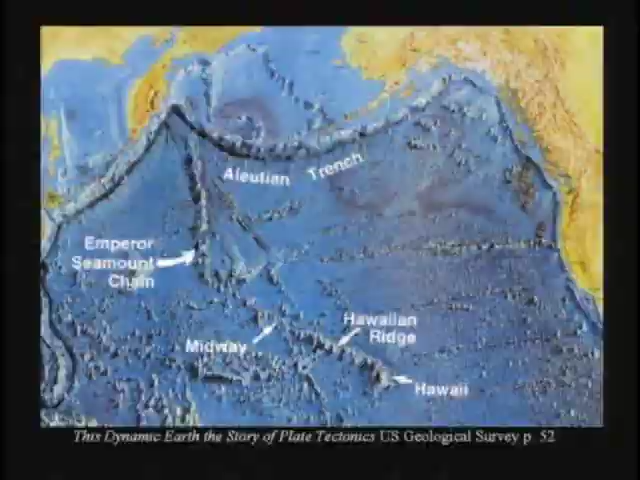 Aleutian Trench
Emperor
Seamount
Chain
Hawaiian
Ridge
Midway
Hawaii
This Dynamic Earth the Story of Plate Tectonics US Geological Survey p. 52